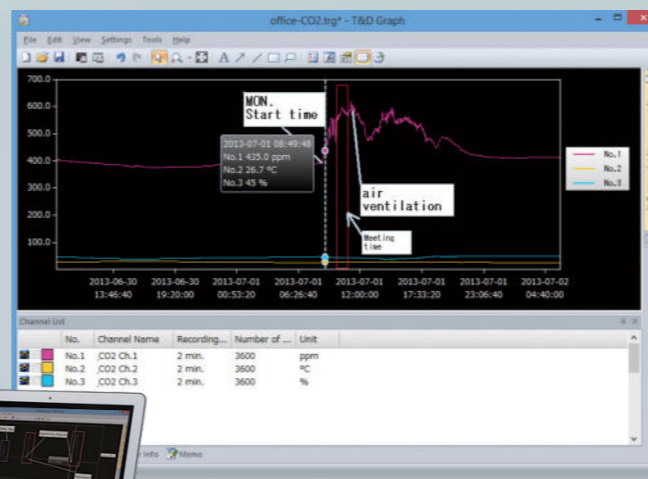 office-CO2.trg* - T&D Graph
File Edit View Settings Tools Help
700.0
600.0
500.0
400.0
300.0
200.0
100.0
MON.
Start time
2013-07-01 08:49:48
No.1 435.0 ppm
No.2 26.7 ºC
No.3 45 %
air
ventilation
Meeting
time
No.1
No.2
No.3
2013-06-30 2013-06-30 2013-07-01 2013-07-01 2013-07-01 2013-07-01 2013-07-01 2013-07-02
13:46:40 19:20:00 00:53:20 06:26:40 12:00:00 17:33:20 23:06:40 04:40:00
Channel List
No. Channel Name Recording... Number of ... Unit
No.1 _CO2 Ch.1 2 min. 3600 ppm
No.2 _CO2 Ch.2 2 min. 3600 ºC
No.3 _CO2 Ch.3 2 min. 3600 %
Info Memo